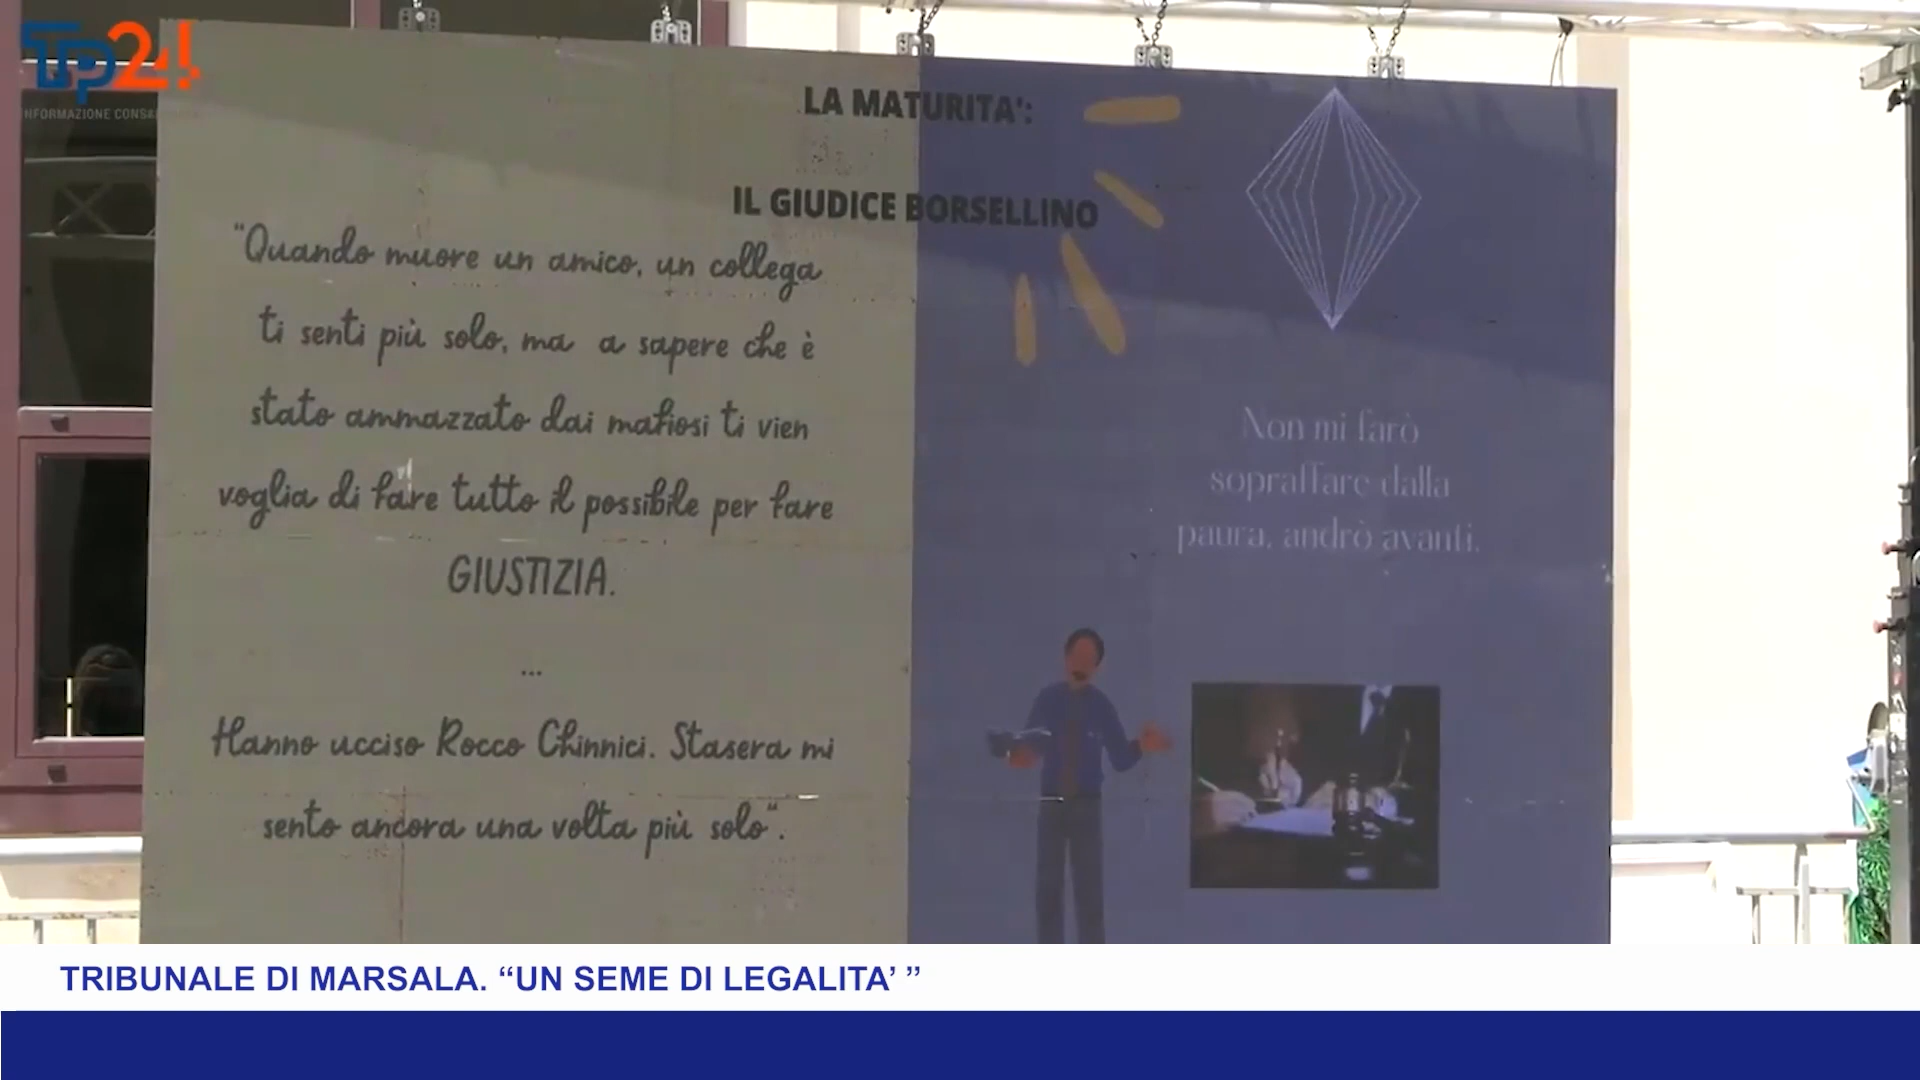 Tp24!
NFORMAZIONE CONSA
LA MATURITA':
IL GIUDICE BORSELLINO
“Quando muore un amico, un collega
ti senti più solo, ma a sapere che è
stato ammazzato dai mafiosi ti vien
voglia di fare tutto il possibile per fare
GIUSTIZIA.
...
Hanno ucciso Rocco Chinnici. Stasera mi
sento ancora una volta più solo“.
Non mi farò
sopraffare dalla
paura, andrò avanti.
TRIBUNALE DI MARSALA. “UN SEME DI LEGALITA’ ”